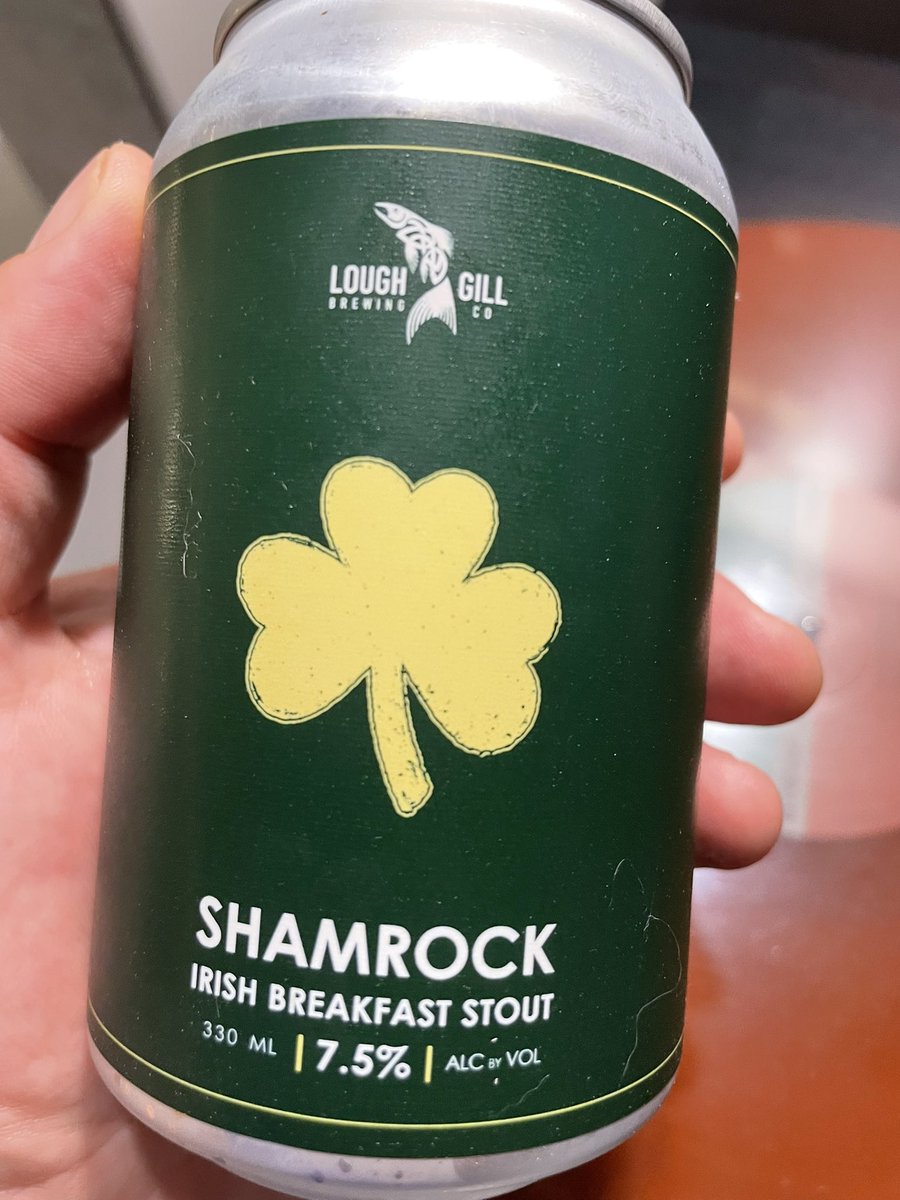 LOUGH GILL
BREWING CO
SHAMROCK
IRISH BREAKFAST STOUT
330 ML | 7.5% | ALC BY VOL